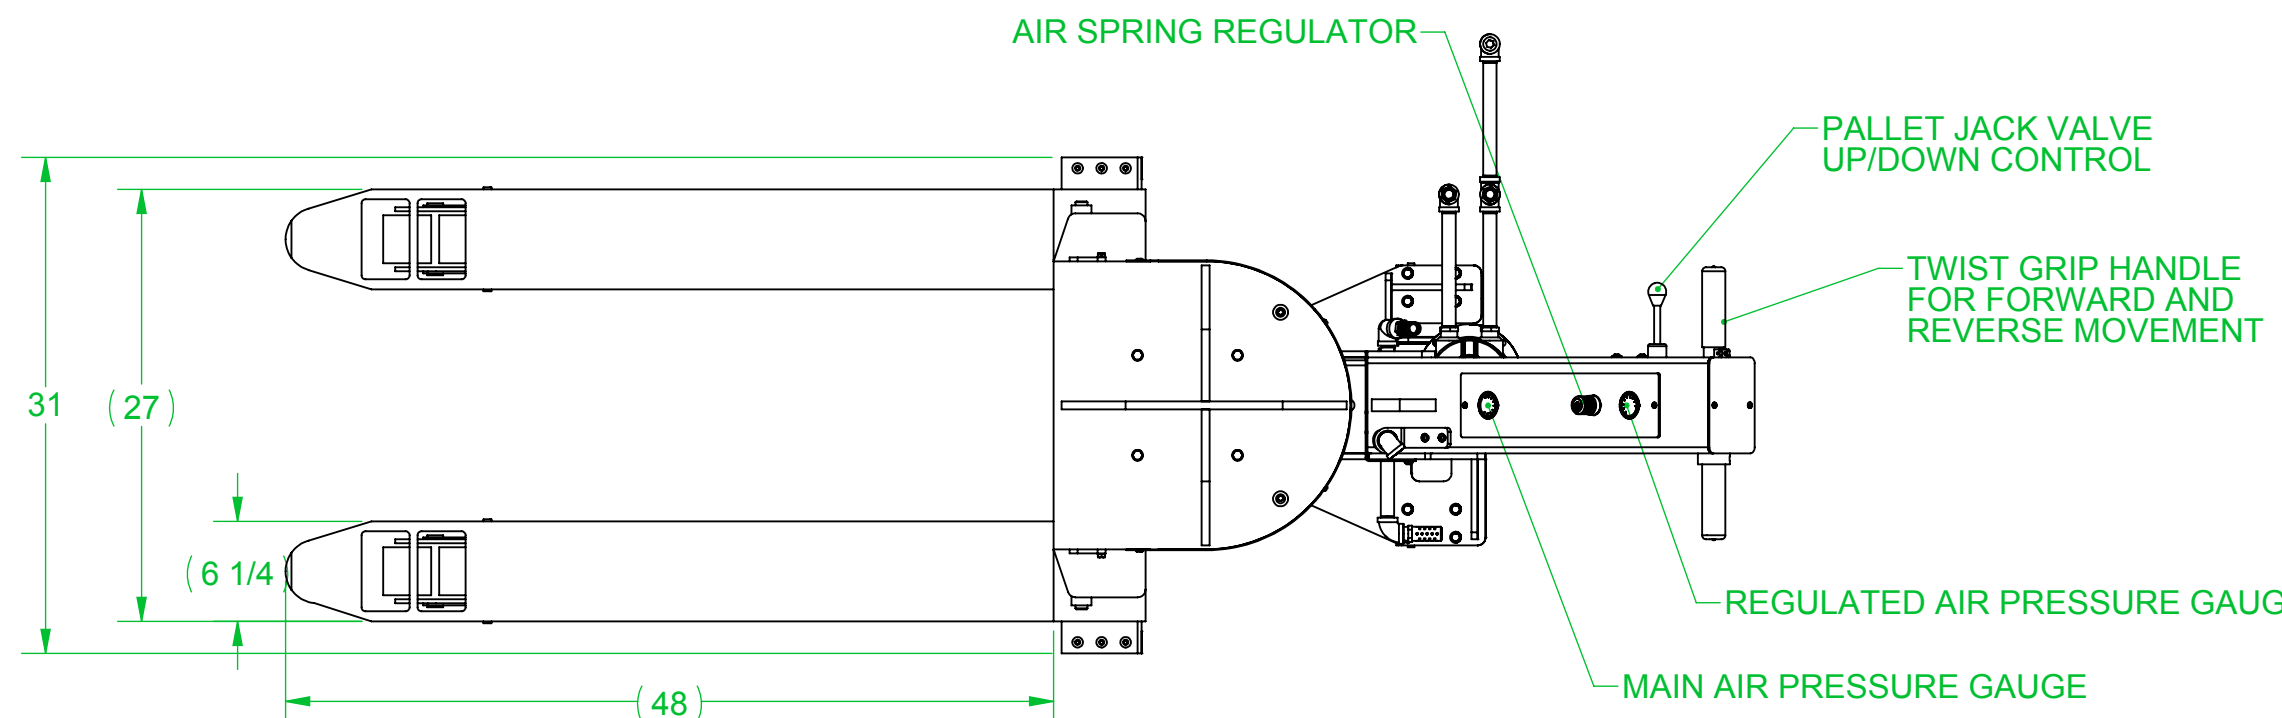 AIR SPRING REGULATOR
PALLET JACK VALVE
UP/DOWN CONTROL
TWIST GRIP HANDLE
FOR FORWARD AND
REVERSE MOVEMENT
31
(27)
(6 1/4)
REGULATED AIR PRESSURE GAUG
MAIN AIR PRESSURE GAUGE
(48)